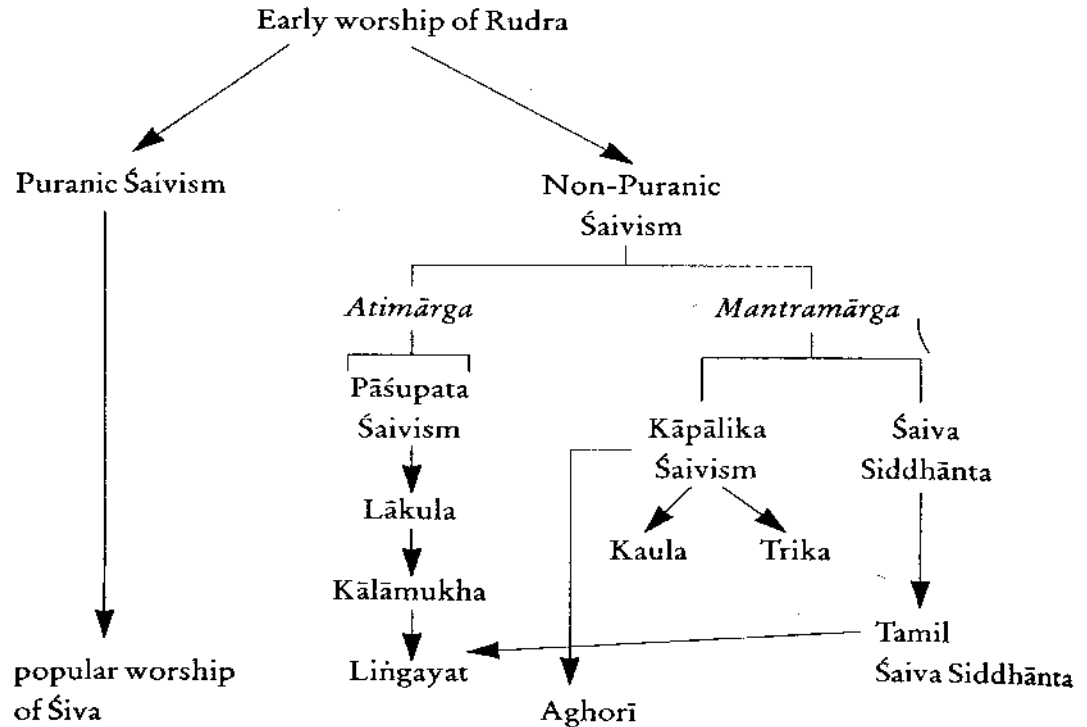 Early worship of Rudra
Puranic Śaivism
Non-Puranic
Śaivism
Atimārga
Mantramārga
Pāśupata
Śaivism
Kāpālika
Śaivism
Śaiva
Siddhānta
Lākula
Kaula
Trika
Kālāmukha
Liṅgayat
Tamil
Śaiva Siddhānta
popular worship
of Śiva
Aghorī